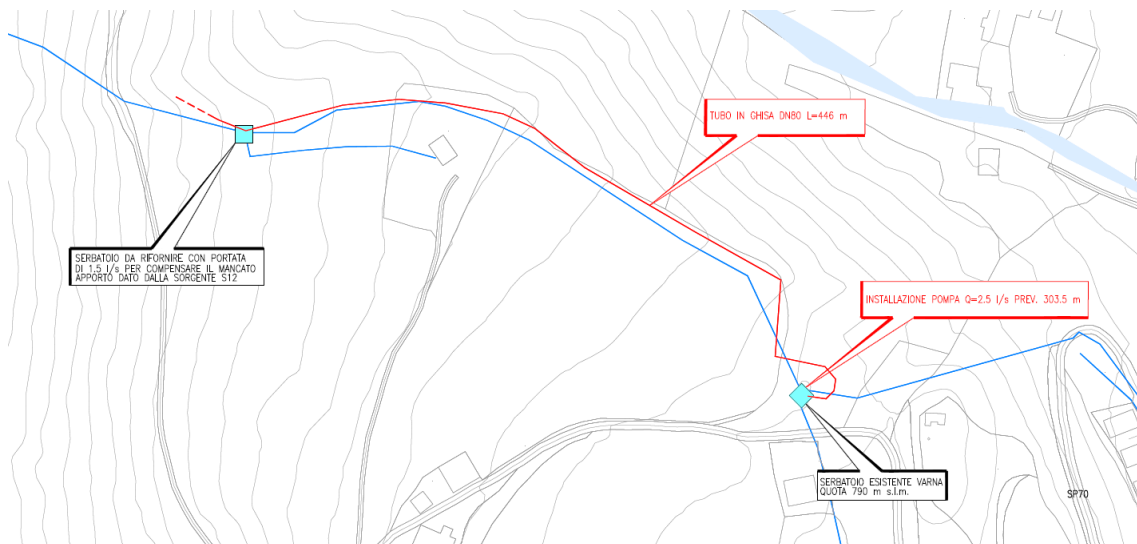 TUBO IN GHISA DN80 L=446 m
SERBATOIO DA RIFORNIRE CON PORTATA
DI 1.5 l/s PER COMPENSARE IL MANCATO
APPORTO DATO DALLA SORGENTE S12
INSTALLAZIONE POMPA Q=2.5 l/s PREV. 303.5 m
SERBATOIO ESISTENTE VARNA
QUOTA 790 m s.l.m.
SP70